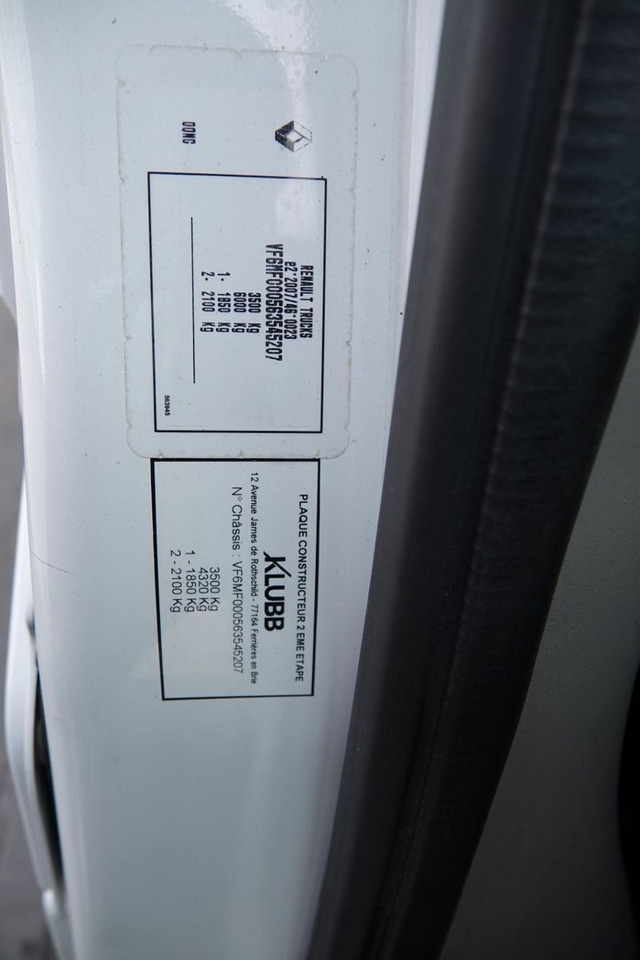 DQNG
RENAULT TRUCKS
e2*2007/46*0023
VF6MF000563545207
3500 Kg
6000 Kg
1- 1850 Kg
2- 2100 Kg
563945
PLAQUE CONSTRUCTEUR 2 EME ETAPE
KLUBB
12 Avenue James de Rothschild - 77164 Ferrières en Brie
N° Châssis : VF6MF000563545207
3500 Kg
4320 Kg
1 - 1850 Kg
2 - 2100 Kg